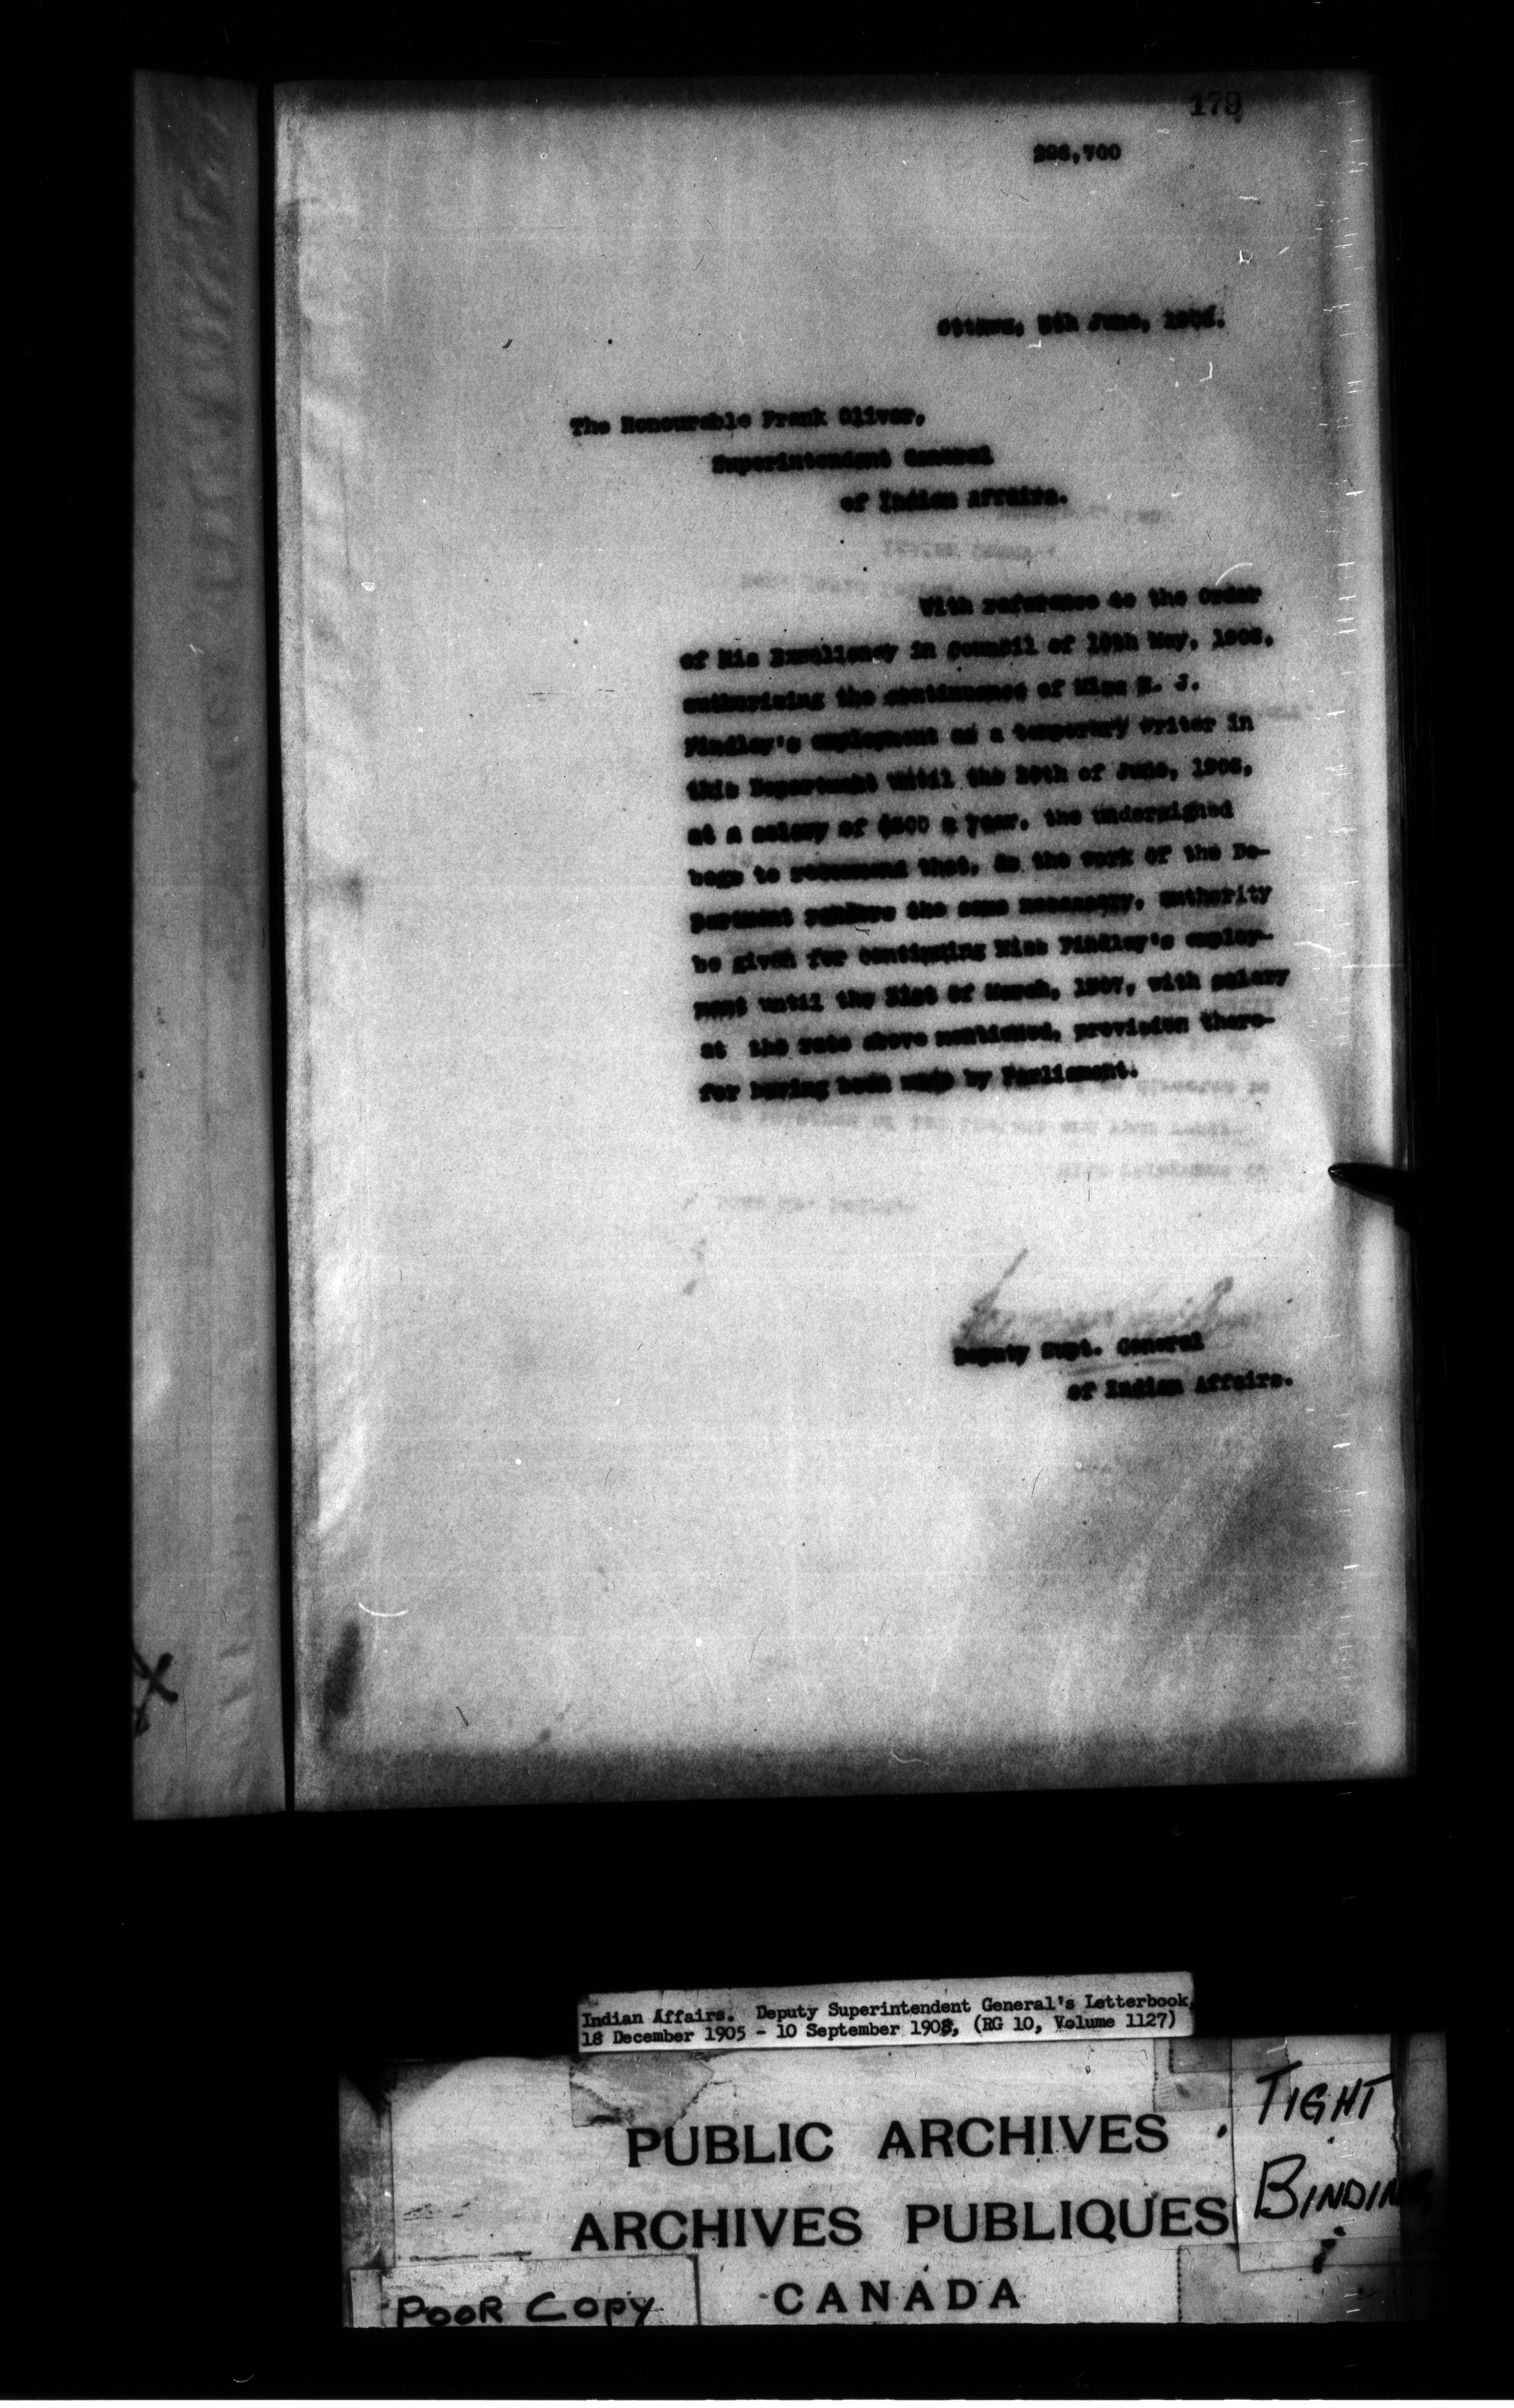 179
296,700
Ottawa, 5th June, 1906.
The Honourable Frank Oliver,
Superintendent General
of Indian Affairs.
With reference to the Order
of His Excellency in Council of 18th May, 1906,
authorizing the continuance of Miss E. J.
Findlay's employment as a temporary writer in
this Department until the 30th of June, 1906,
at a salary of $500 a year, the undersigned
begs to recommend that, as the work of the De-
partment renders the same necessary, authority
be given for continuing Miss Findlay's employ-
ment until the 31st of March, 1907, with salary
at the rate above mentioned, provision there-
for having been made by Parliament.
Deputy Supt. General
of Indian Affairs.
Indian Affairs. Deputy Superintendent General's Letterbook,
18 December 1905 - 10 September 1908, (RG 10, Volume 1127)
PUBLIC ARCHIVES
ARCHIVES PUBLIQUES
CANADA
TIGHT
BINDING
POOR COPY